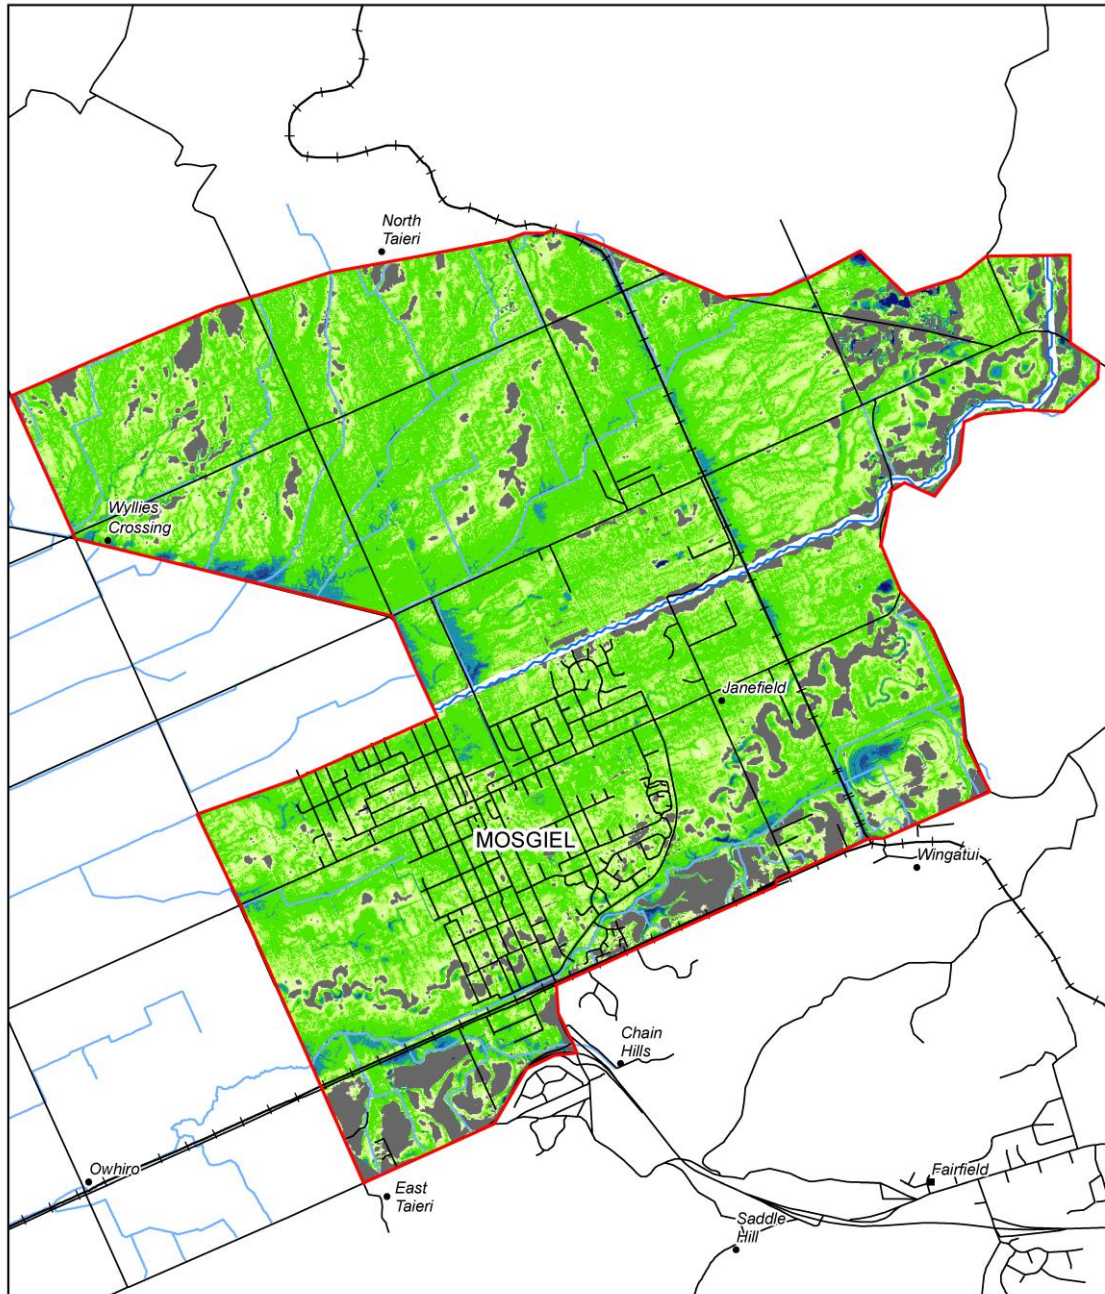 North
Taieri
Wyllies
Crossing
Janefield
MOSGIEL
Wingatui
Chain
Hills
Owhiro
East
Taieri
Fairfield
Saddle
Hill